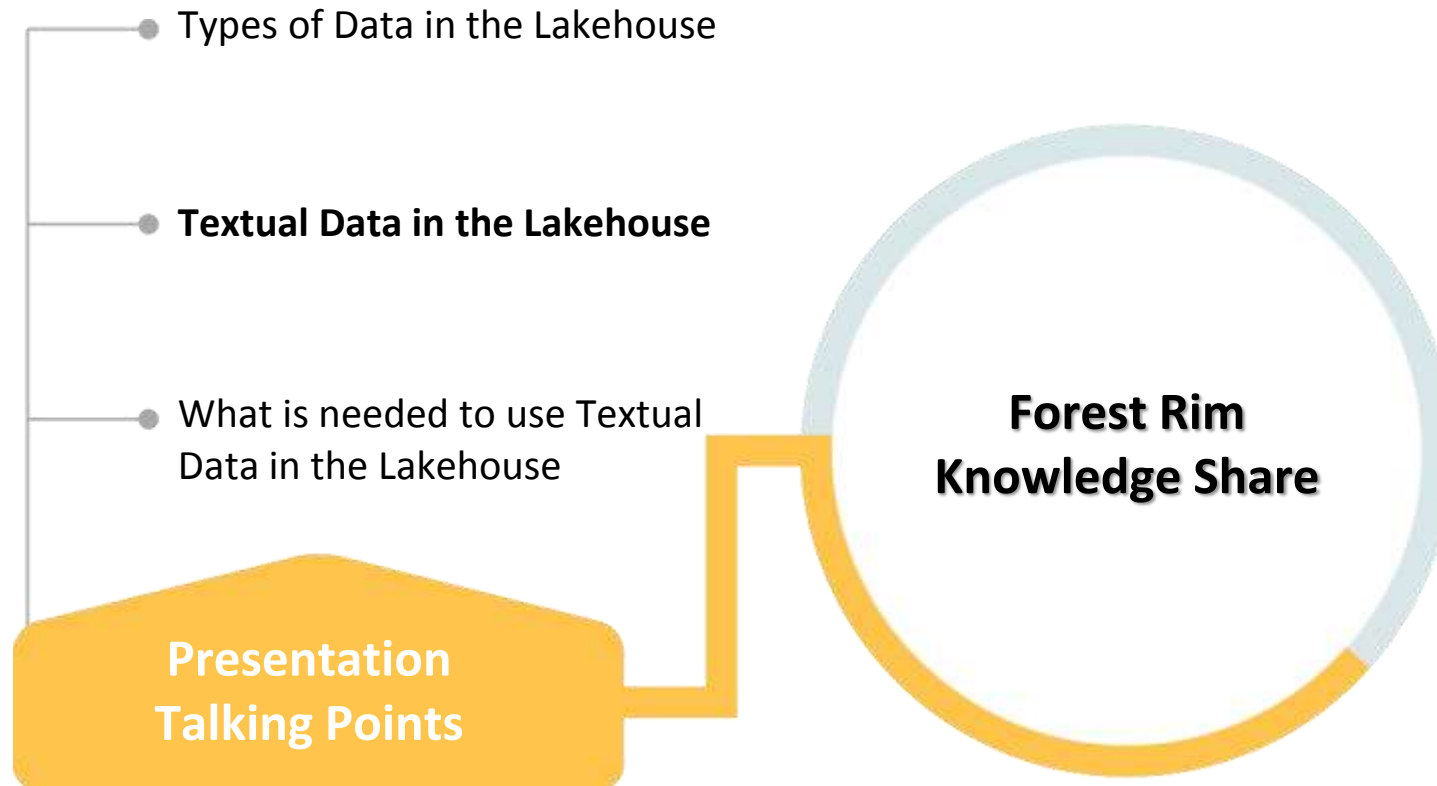 Types of Data in the Lakehouse
Textual Data in the Lakehouse
What is needed to use Textual
Data in the Lakehouse
Presentation
Talking Points
Forest Rim
Knowledge Share